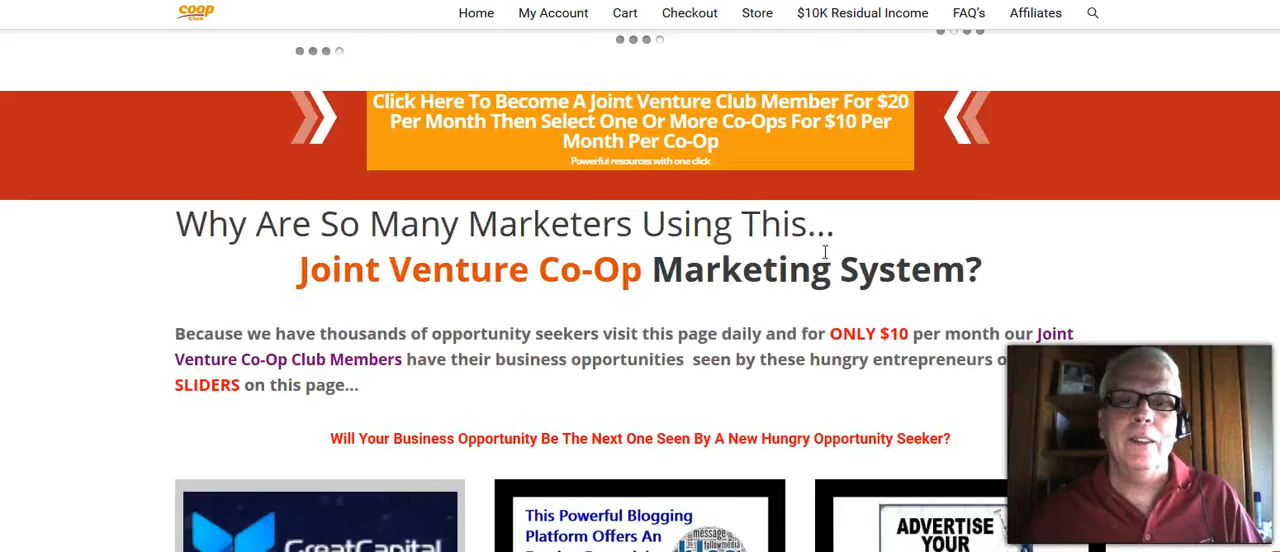 coop
Club
Home My Account Cart Checkout Store $10K Residual Income FAQ's Affiliates
Click Here To Become A Joint Venture Club Member For $20
Per Month Then Select One Or More Co-Ops For $10 Per
Month Per Co-Op
Powerful resources with one click
Why Are So Many Marketers Using This...
Joint Venture Co-Op Marketing System?
Because we have thousands of opportunity seekers visit this page daily and for ONLY $10 per month our Joint
Venture Co-Op Club Members have their business opportunities seen by these hungry entrepreneurs
SLIDERS on this page...
Will Your Business Opportunity Be The Next One Seen By A New Hungry Opportunity Seeker?
GreatCapital
This Powerful Blogging
Platform Offers An
message
ADVERTISE
YOUR